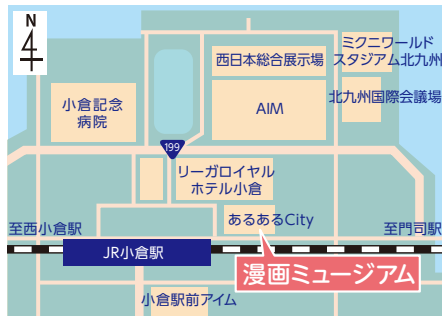 N
ミクニワールド
スタジアム北九州
西日本総合展示場
小倉記念
病院
AIM
北九州国際会議場
199
リーガロイヤル
ホテル小倉
あるあるCity
至西小倉駅
至門司駅
JR小倉駅
漫画ミュージアム
小倉駅前アイム